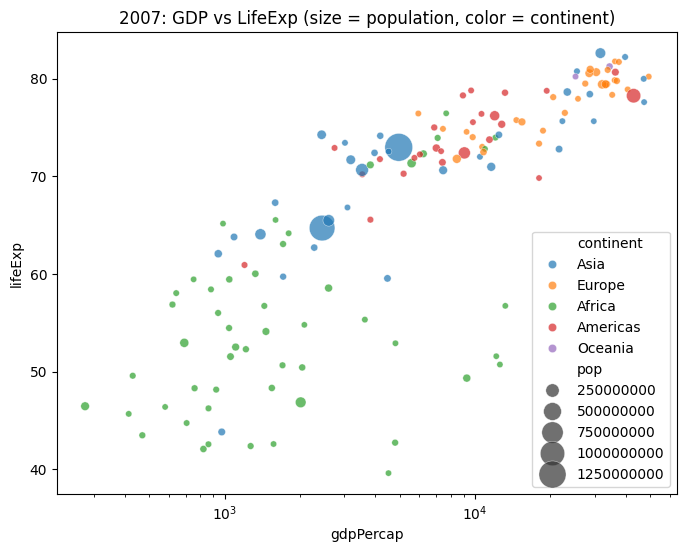 2007: GDP vs LifeExp (size = population, color = continent)
80
70
60
50
40
lifeExp
10³
10⁴
gdpPercap
continent
Asia
Europe
Africa
Americas
Oceania
pop
250000000
500000000
750000000
1000000000
1250000000